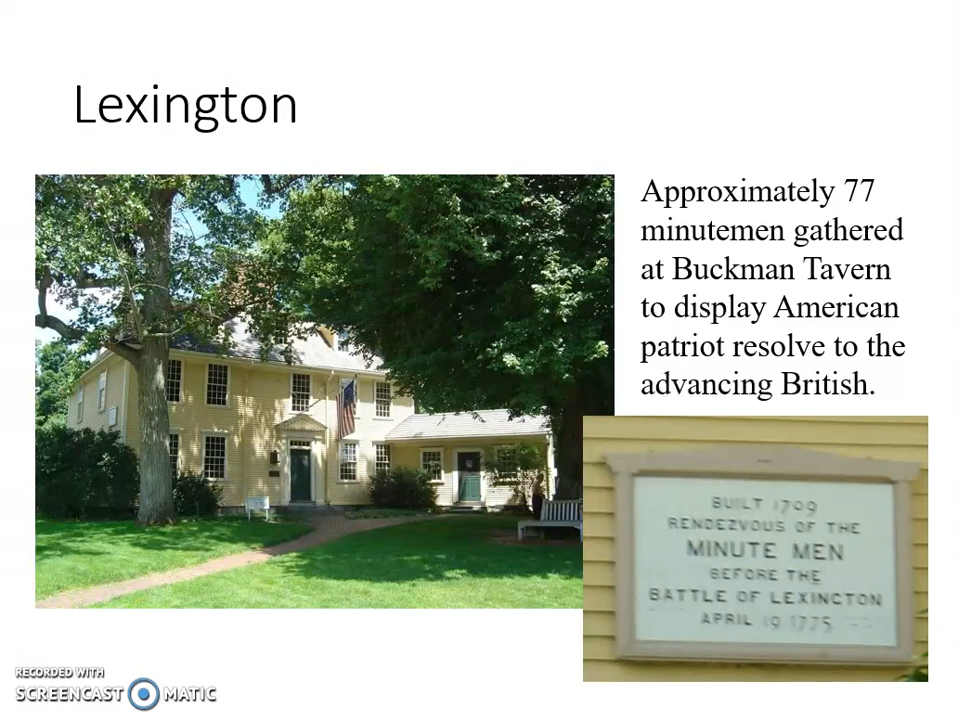 Lexington
Approximately 77
minutemen gathered
at Buckman Tavern
to display American
patriot resolve to the
advancing British.
BUILT 1709
RENDEZVOUS OF THE
MINUTE MEN
BEFORE THE
BATTLE OF LEXINGTON
APRIL 19 1775
RECORDED WITH
SCREENCAST MATIC